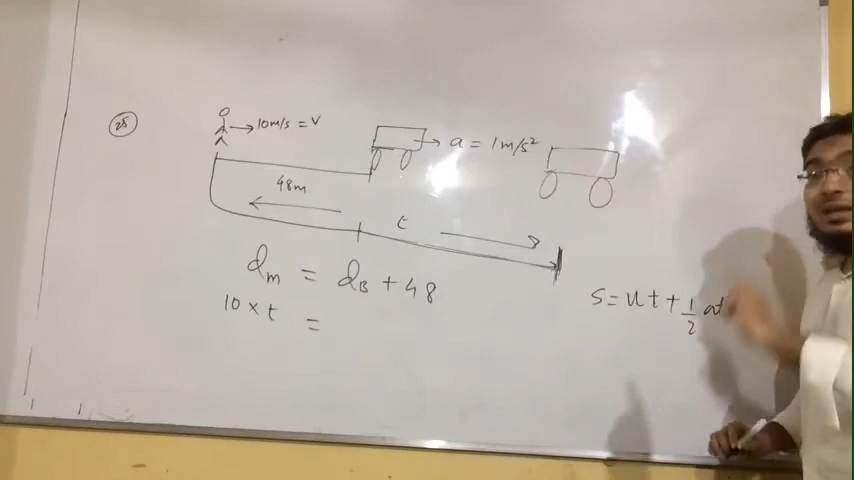 25
10m/s = V
a = 1m/s²
48m
t
dm = dB + 48
10 × t =
S = ut + 1/2 at